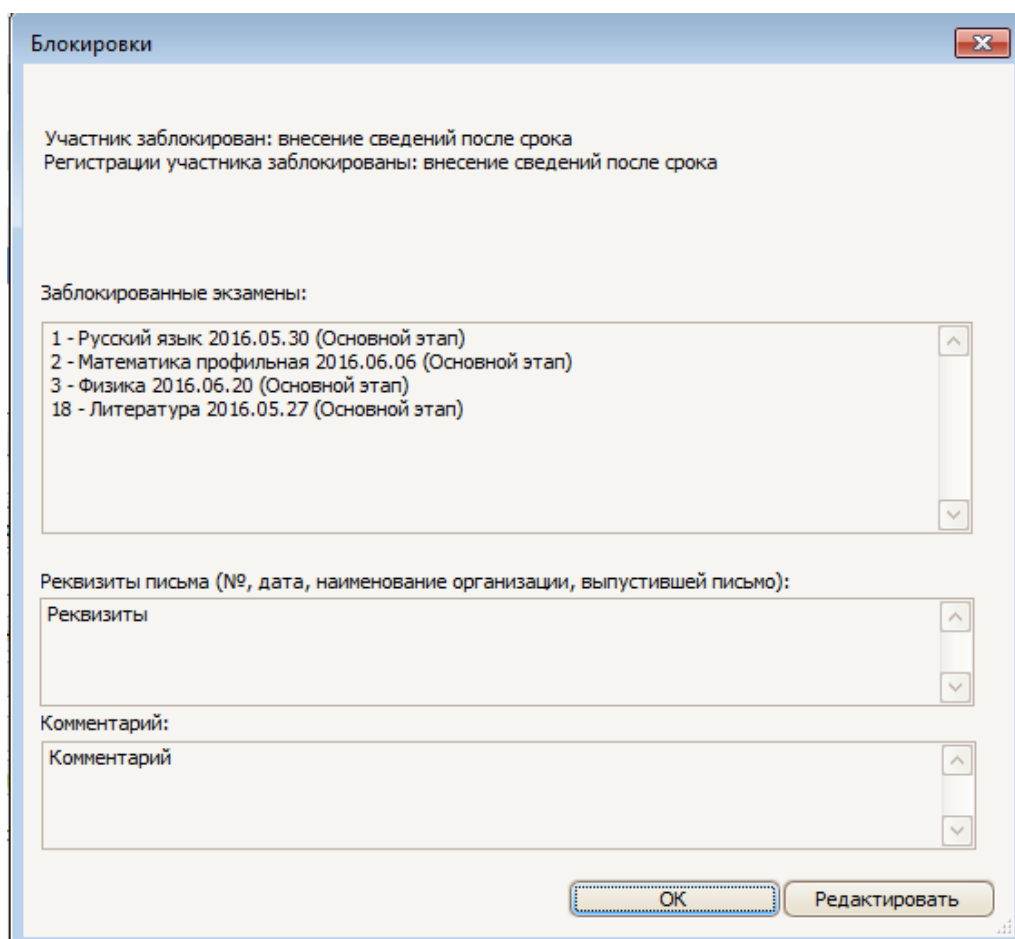 Блокировки
Участник заблокирован: внесение сведений после срока
Регистрации участника заблокированы: внесение сведений после срока
Заблокированные экзамены:
1 - Русский язык 2016.05.30 (Основной этап)
2 - Математика профильная 2016.06.06 (Основной этап)
3 - Физика 2016.06.20 (Основной этап)
18 - Литература 2016.05.27 (Основной этап)
Реквизиты письма (№, дата, наименование организации, выпустившей письмо):
Реквизиты
Комментарий:
Комментарий
ОК Редактировать